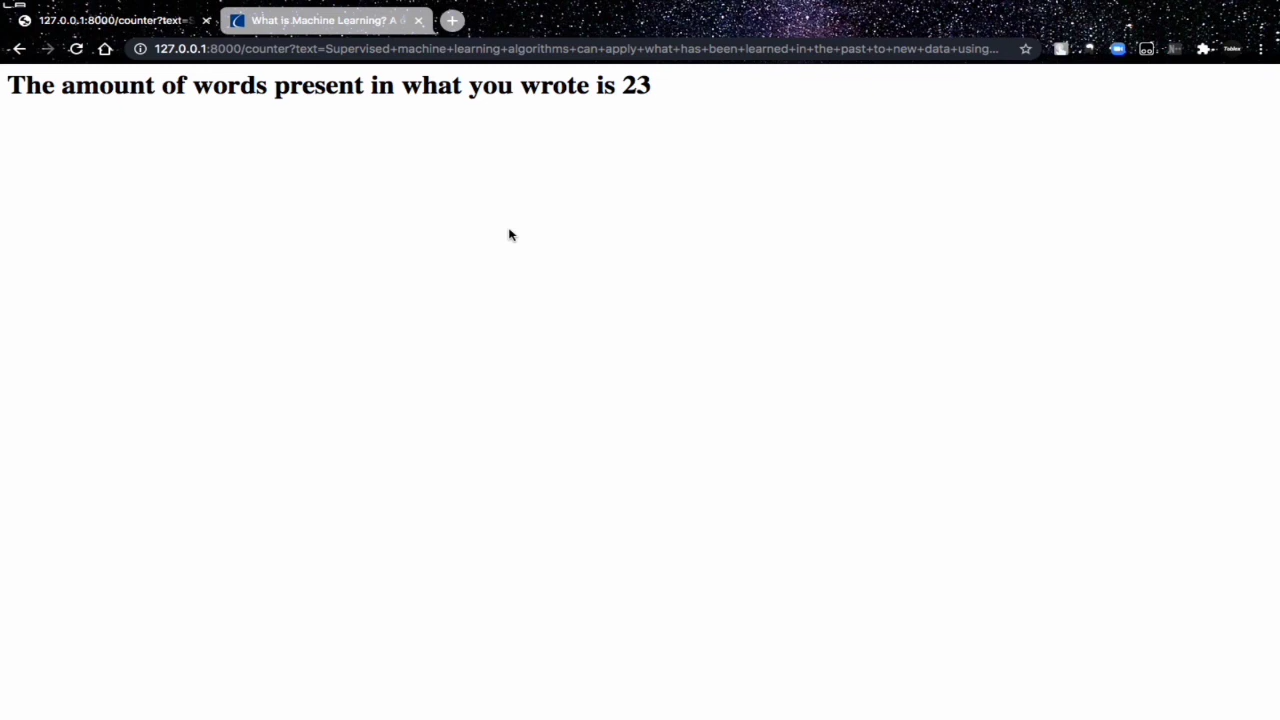 127.0.0.1:8000/counter?text=
What is Machine Learning? A
127.0.0.1:8000/counter?text=Supervised+machine+learning+algorithms+can+apply+what+has+been+learned+in+the+past+to+new+data+using...
The amount of words present in what you wrote is 23